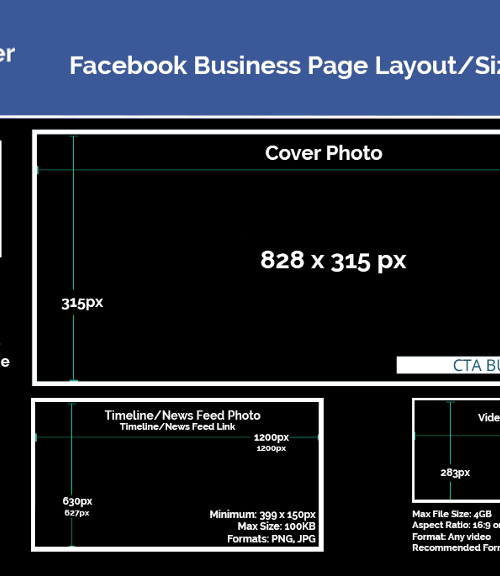 er
Facebook Business Page Layout/Siz
Cover Photo
828 x 315 px
315px
e
CTA BU
Timeline/News Feed Photo
Timeline/News Feed Link
1200px
1200px
630px
627px
Minimum: 399 x 150px
Max Size: 100KB
Formats: PNG, JPG
Vide
283px
Max File Size: 4GB
Aspect Ratio: 16:9 o
Format: Any video
Recommended Form